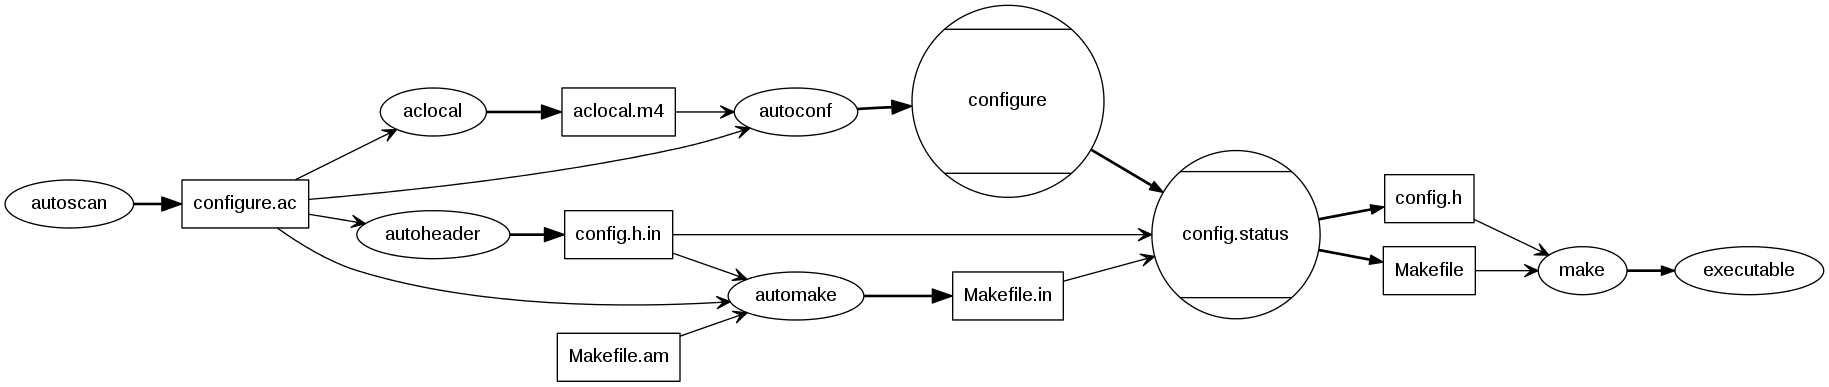 autoscan
configure.ac
aclocal
aclocal.m4
autoconf
configure
autoheader
config.h.in
automake
Makefile.am
Makefile.in
config.status
config.h
Makefile
make
executable